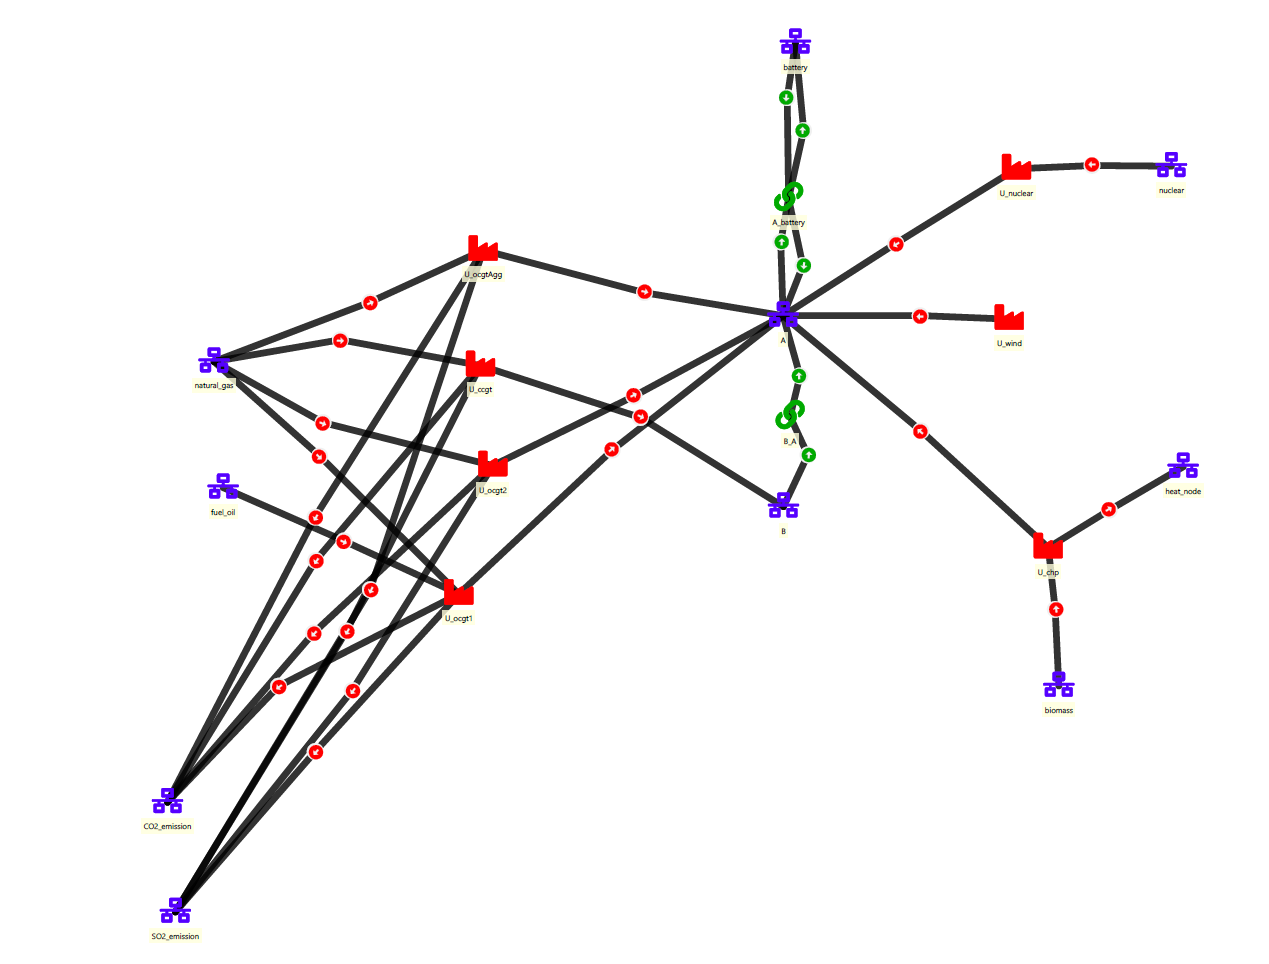 battery
U_nuclear
nuclear
A_battery
U_ocgtAgg
A
U_wind
natural_gas
U_ccgt
B_A
U_ocgt2
heat_node
fuel_oil
B
U_chp
U_ocgt1
biomass
CO2_emission
SO2_emission